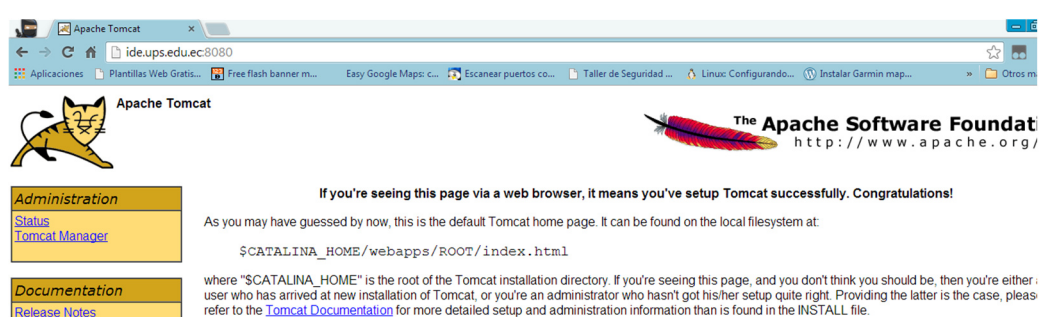 Apache Tomcat
ide.ups.edu.ec:8080
Aplicaciones Plantillas Web Gratis... Free flash banner m... Easy Google Maps: c... Escanear puertos co... Taller de Seguridad ... Linux: Configurando... Instalar Garmin map... » Otros m
Apache Tomcat
The Apache Software Foundati
http://www.apache.org/
Administration
Status
Tomcat Manager
Documentation
Release Notes
If you're seeing this page via a web browser, it means you've setup Tomcat successfully. Congratulations!
As you may have guessed by now, this is the default Tomcat home page. It can be found on the local filesystem at:
$CATALINA_HOME/webapps/ROOT/index.html
where "$CATALINA_HOME" is the root of the Tomcat installation directory. If you're seeing this page, and you don't think you should be, then you're either
user who has arrived at new installation of Tomcat, or you're an administrator who hasn't got his/her setup quite right. Providing the latter is the case, pleas
refer to the Tomcat Documentation for more detailed setup and administration information than is found in the INSTALL file.